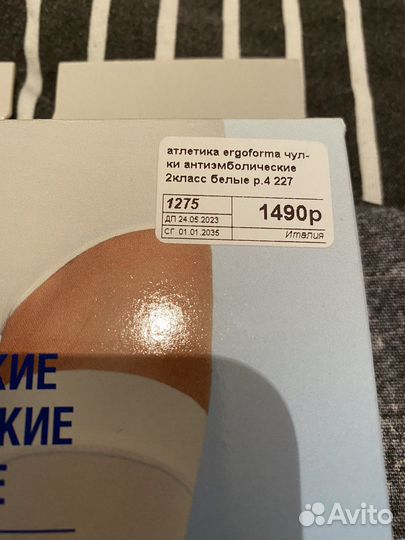 атлетика ergoforma чул-
ки антиэмболические
2класс белые р.4 227
1275
ДП 24.05.2023
СГ 01.01.2035
1490р
Италия
КИЕ
КИЕ
Е
Avito